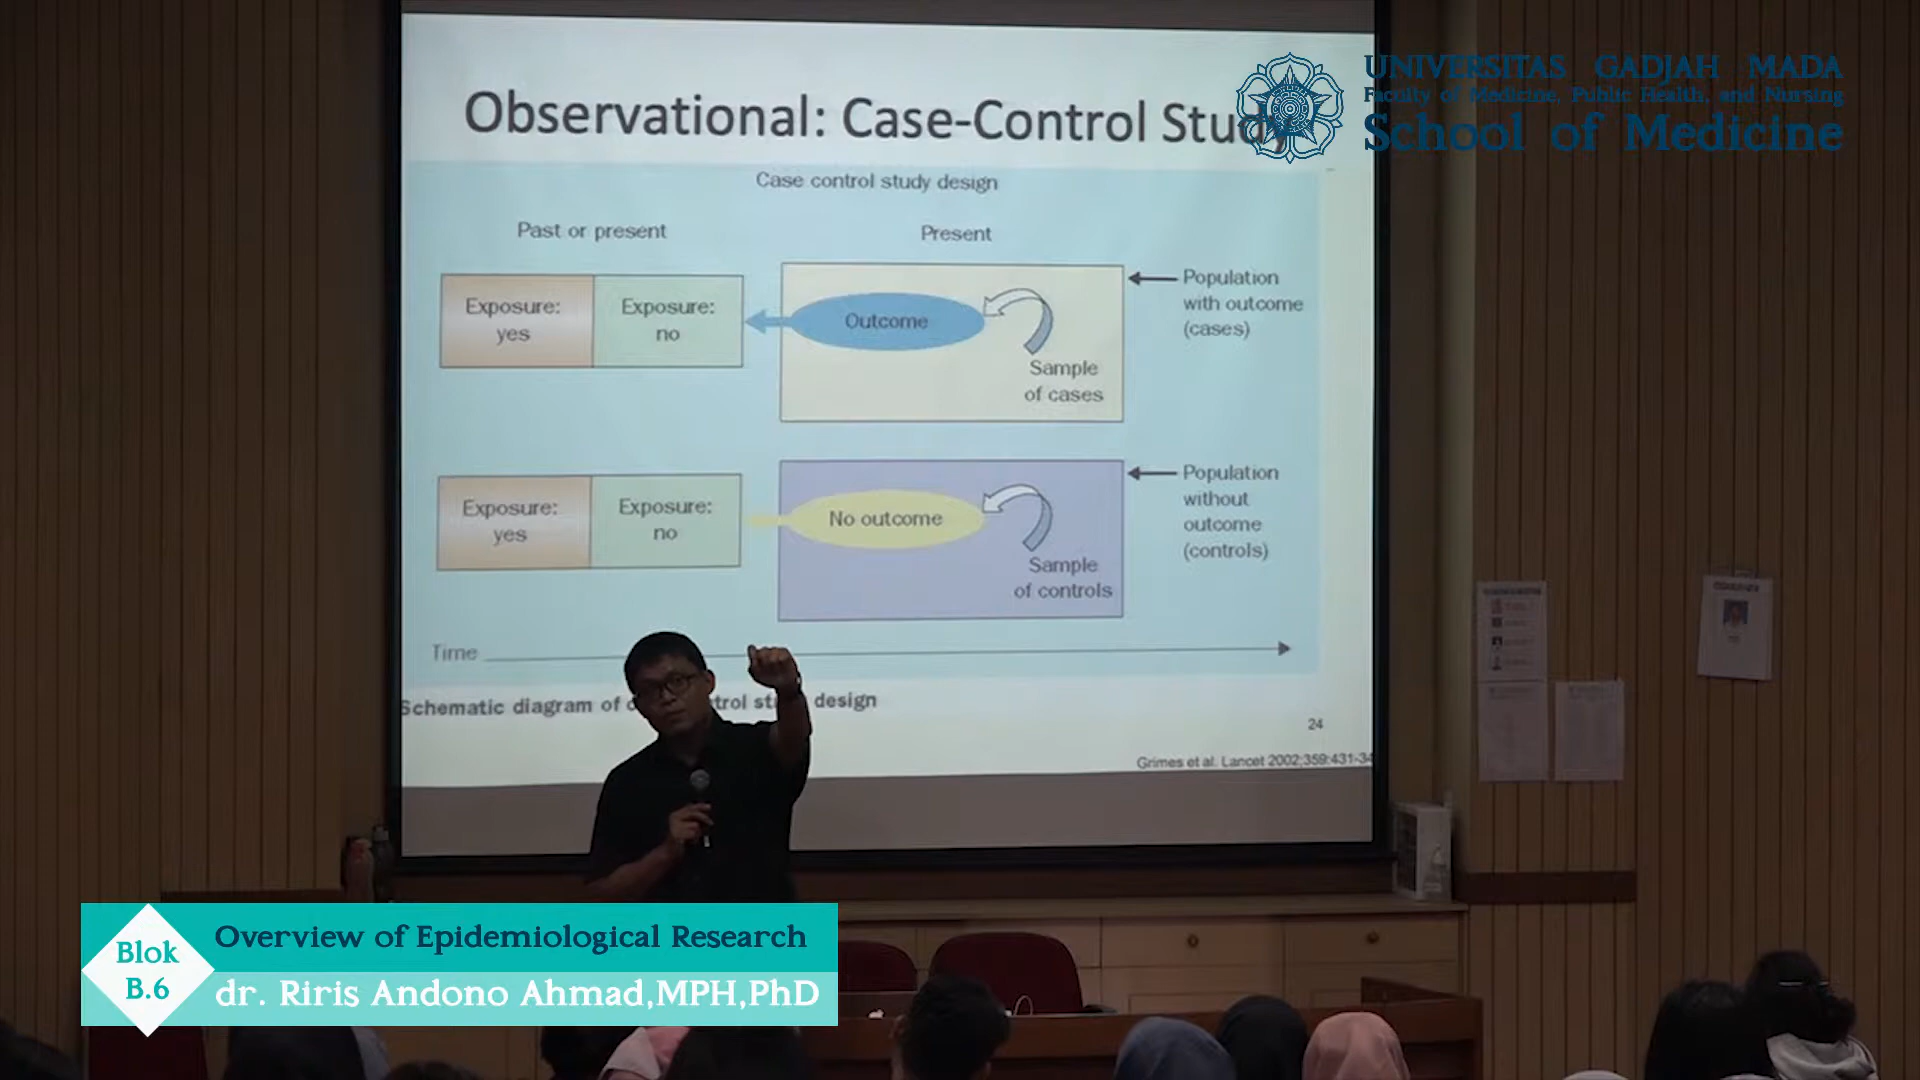 UNIVERSITAS GADJAH MADA
Faculty of Medicine, Public Health, and Nursing
School of Medicine
Observational: Case-Control Study
Case control study design
Past or present
Present
Exposure:
yes
Exposure:
no
Outcome
Sample
of cases
Population
with outcome
(cases)
Exposure:
yes
Exposure:
no
No outcome
Sample
of controls
Population
without
outcome
(controls)
Time
Schematic diagram of trol design
24
Grimes et al. Lancet 2002;359:431-34
Blok
B.6
Overview of Epidemiological Research
dr. Riris Andono Ahmad,MPH,PhD